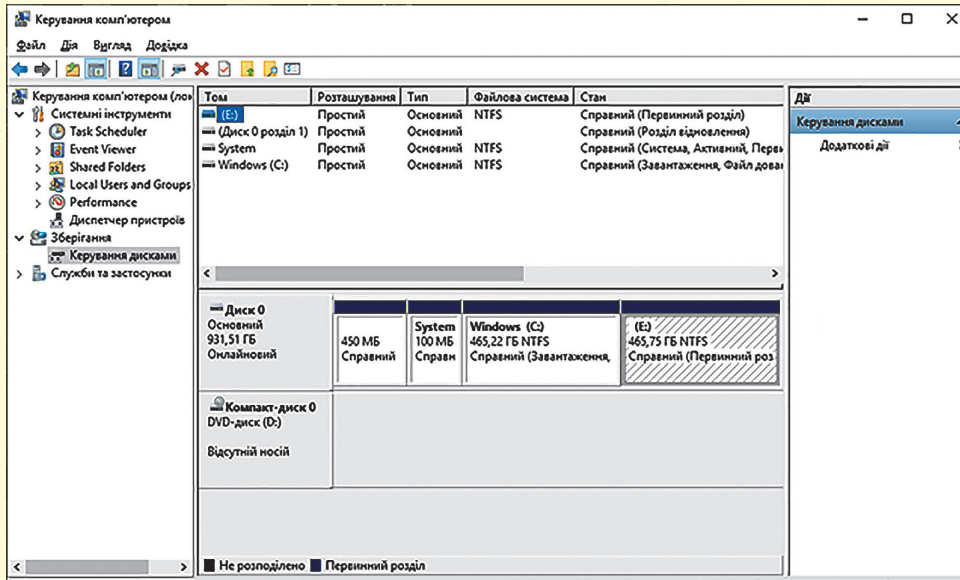 Керування комп'ютером
Файл Дія Вигляд Довідка
Керування комп'ютером (лок
Системні інструменти
Task Scheduler
Event Viewer
Shared Folders
Local Users and Groups
Performance
Диспетчер пристроїв
Зберігання
Керування дисками
Служби та застосунки
Том Розташування Тип Файлова система Стан
(E:) Простий Основний NTFS Справний (Первинний розділ)
(Диск 0 розділ 1) Простий Основний Справний (Розділ відновлення)
System Простий Основний NTFS Справний (Система, Активний, Перви
Windows (C:) Простий Основний NTFS Справний (Завантаження, Файл дован
Диск 0
Основний
931,51 ГБ
Онлайновий
450 МБ
Справний
System
100 МБ
Справн
Windows (C:)
465,22 ГБ NTFS
Справний (Завантаження,
(E:)
465,75 ГБ NTFS
Справний (Первинний роз
Компакт-диск 0
DVD-диск (D:)
Відсутній носій
Не розподілено Первинний розділ
Дії
Керування дисками
Додаткові дії